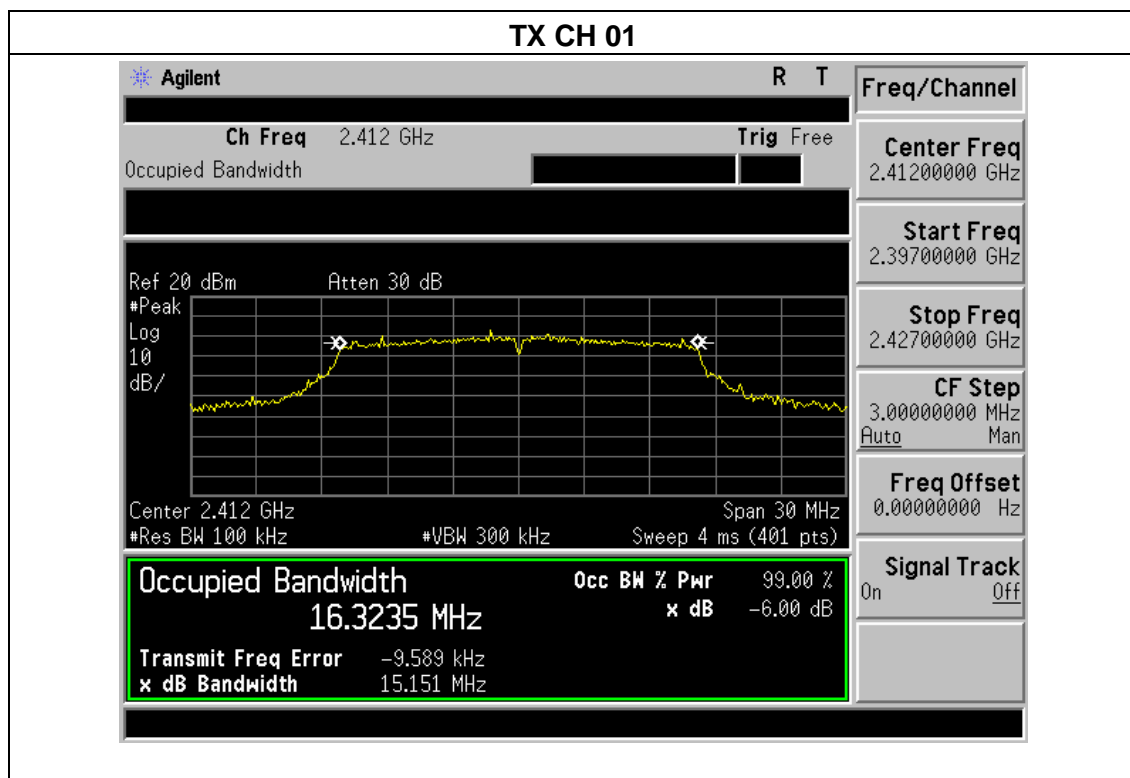 TX CH 01
Agilent R T
Freq/Channel
Ch Freq 2.412 GHz Trig Free
Occupied Bandwidth
Center Freq
2.41200000 GHz
Start Freq
2.39700000 GHz
Stop Freq
2.42700000 GHz
CF Step
3.00000000 MHz
Auto Man
Freq Offset
0.00000000 Hz
Signal Track
On Off
Ref 20 dBm Atten 30 dB
#Peak
Log
10
dB/
Center 2.412 GHz Span 30 MHz
#Res BW 100 kHz #VBW 300 kHz Sweep 4 ms (401 pts)
Occupied Bandwidth Occ BW % Pwr 99.00 %
16.3235 MHz x dB -6.00 dB
Transmit Freq Error -9.589 kHz
x dB Bandwidth 15.151 MHz